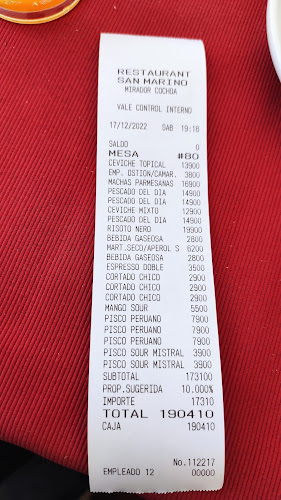 RESTAURANT
SAN MARINO
MIRADOR COCHOA
VALE CONTROL INTERNO
17/12/2022 SAB 19:18
SALDO 0
MESA #80
CEVICHE TOPICAL 13900
EMP. OSTION/CAMAR. 3800
MACHAS PARMESANAS 16900
PESCADO DEL DIA 14900
PESCADO DEL DIA 14900
CEVICHE MIXTO 12900
PESCADO DEL DIA 14900
RISOTO NERO 19900
BEBIDA GASEOSA 2800
MART.SECO/APEROL S 6200
BEBIDA GASEOSA 2800
ESPRESSO DOBLE 3500
CORTADO CHICO 2900
CORTADO CHICO 2900
CORTADO CHICO 2900
MANGO SOUR 5500
PISCO PERUANO 7900
PISCO PERUANO 7900
PISCO PERUANO 7900
PISCO SOUR MISTRAL 3900
PISCO SOUR MISTRAL 3900
SUBTOTAL 173100
PROP.SUGERIDA 10.000%
IMPORTE 17310
TOTAL 190410
CAJA 190410
No.112217
EMPLEADO 12 00000